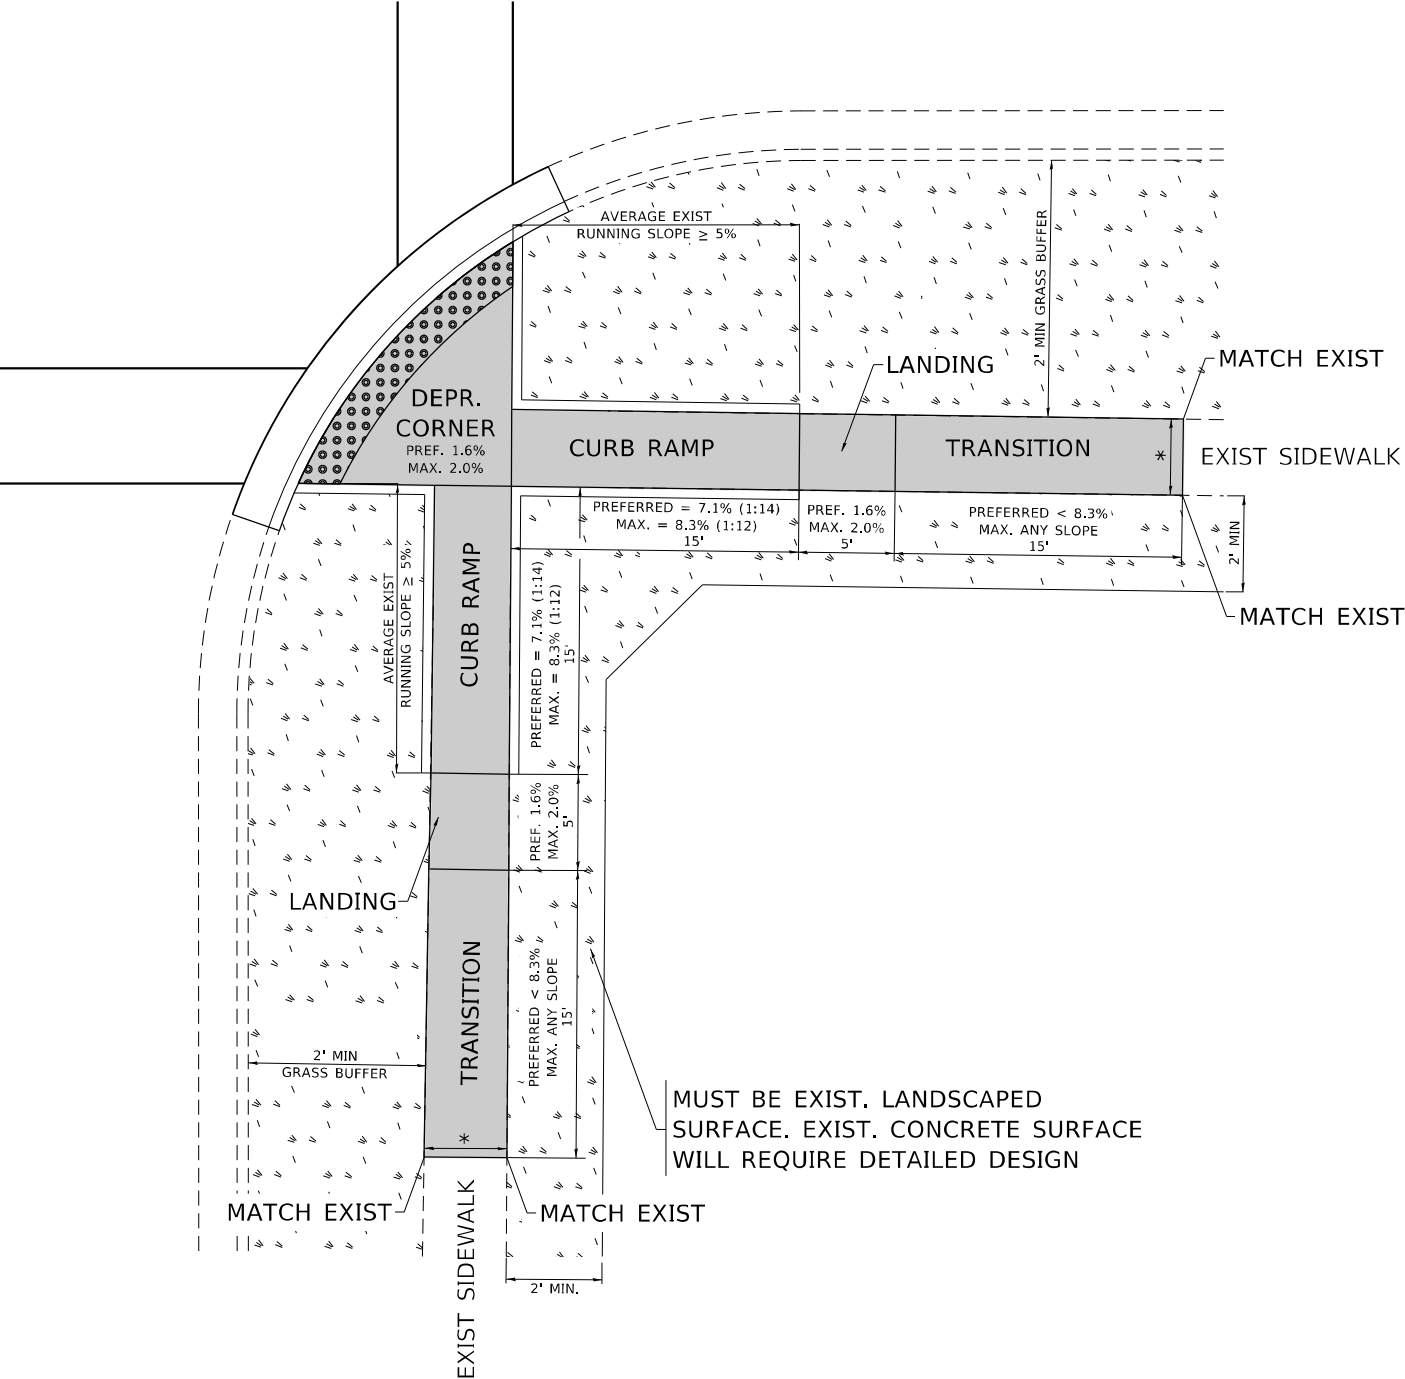 AVERAGE EXIST
RUNNING SLOPE ≥ 5%
2' MIN GRASS BUFFER
LANDING
MATCH EXIST
DEPR.
CORNER
PREF. 1.6%
MAX. 2.0%
CURB RAMP
TRANSITION
*
EXIST SIDEWALK
PREFERRED = 7.1% (1:14)
MAX. = 8.3% (1:12)
15'
PREF. 1.6%
MAX. 2.0%
5'
PREFERRED < 8.3%
MAX. ANY SLOPE
15'
2' MIN
MATCH EXIST
AVERAGE EXIST
RUNNING SLOPE ≥ 5%
CURB RAMP
PREFERRED = 7.1% (1:14)
MAX. = 8.3% (1:12)
15'
PREF. 1.6%
MAX. 2.0%
5'
LANDING
TRANSITION
PREFERRED < 8.3%
MAX. ANY SLOPE
15'
2' MIN
GRASS BUFFER
*
MUST BE EXIST. LANDSCAPED
SURFACE. EXIST. CONCRETE SURFACE
WILL REQUIRE DETAILED DESIGN
MATCH EXIST
MATCH EXIST
EXIST SIDEWALK
2' MIN.